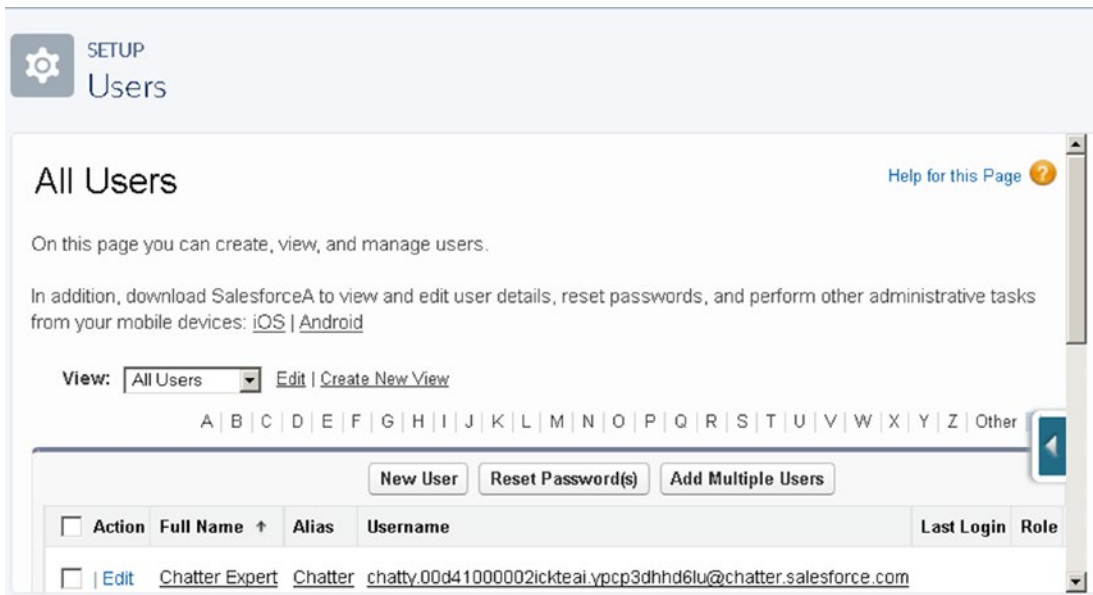 SETUP
Users
All Users
Help for this Page ?
On this page you can create, view, and manage users.
In addition, download SalesforceA to view and edit user details, reset passwords, and perform other administrative tasks
from your mobile devices: iOS | Android
View: All Users Edit | Create New View
A | B | C | D | E | F | G | H | I | J | K | L | M | N | O | P | Q | R | S | T | U | V | W | X | Y | Z | Other
New User Reset Password(s) Add Multiple Users
Action Full Name ↑ Alias Username Last Login Role
| Edit Chatter Expert Chatter chatty.00d41000002ickteai.ypcp3dhhd6lu@chatter.salesforce.com